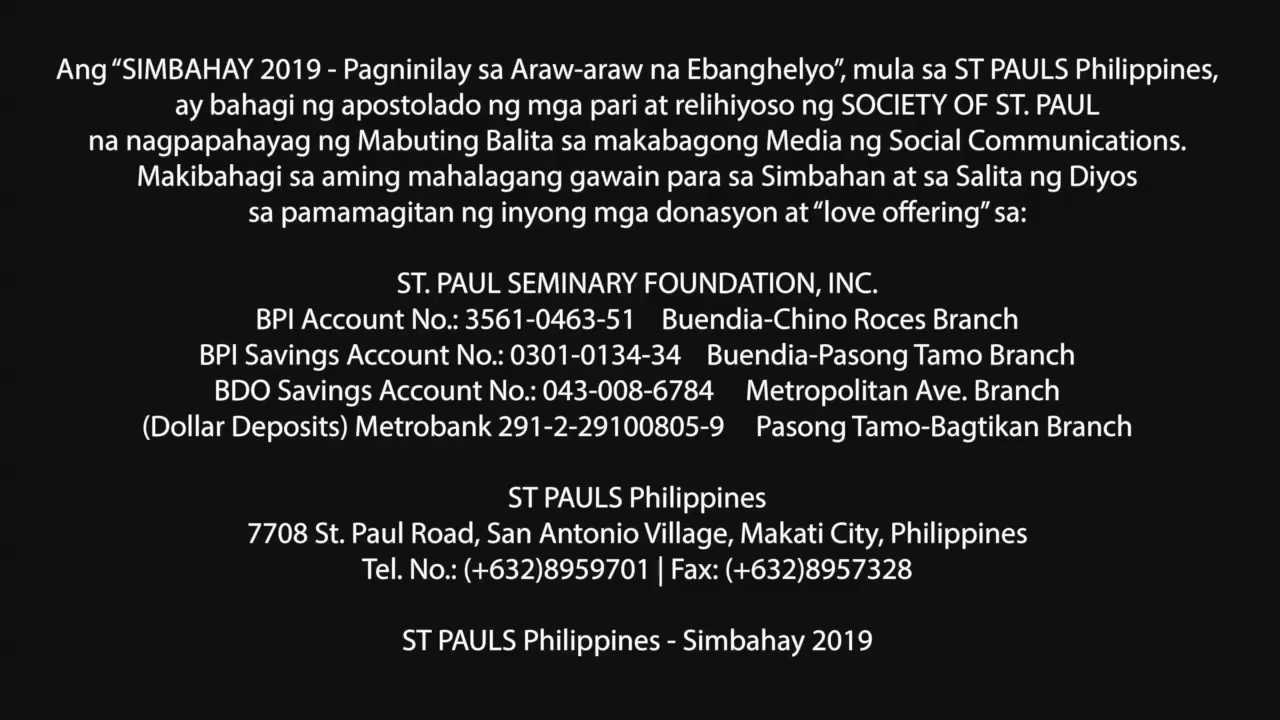 Ang “SIMBAHAY 2019 - Pagninilay sa Araw-araw na Ebanghelyo”, mula sa ST PAULS Philippines,
ay bahagi ng apostolado ng mga pari at relihiyoso ng SOCIETY OF ST. PAUL
na nagpapahayag ng Mabuting Balita sa makabagong Media ng Social Communications.
Makibahagi sa aming mahalagang gawain para sa Simbahan at sa Salita ng Diyos
sa pamamagitan ng inyong mga donasyon at “love offering” sa:
ST. PAUL SEMINARY FOUNDATION, INC.
BPI Account No.: 3561-0463-51 Buendia-Chino Roces Branch
BPI Savings Account No.: 0301-0134-34 Buendia-Pasong Tamo Branch
BDO Savings Account No.: 043-008-6784 Metropolitan Ave. Branch
(Dollar Deposits) Metrobank 291-2-29100805-9 Pasong Tamo-Bagtikan Branch
ST PAULS Philippines
7708 St. Paul Road, San Antonio Village, Makati City, Philippines
Tel. No.: (+632)8959701 | Fax: (+632)8957328
ST PAULS Philippines - Simbahay 2019